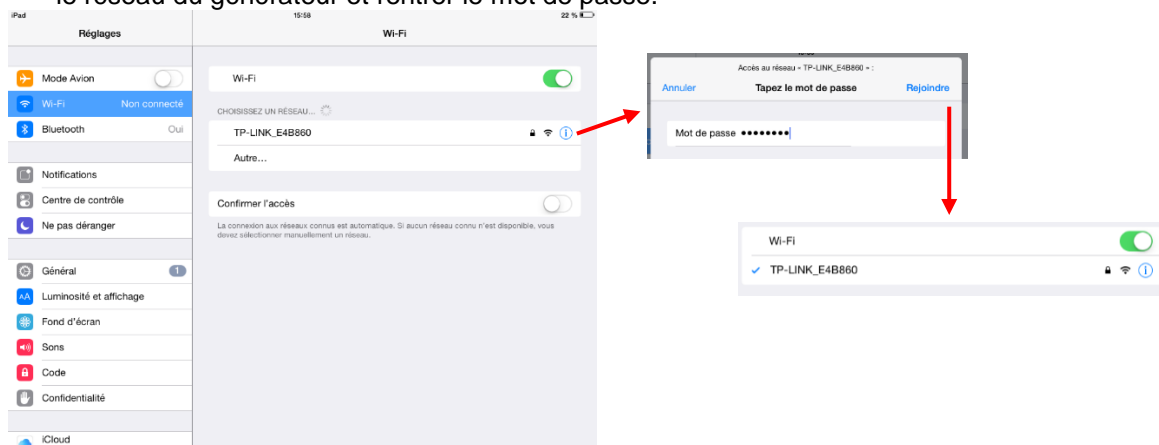 le réseau du générateur et rentrer le mot de passe.
iPad
15:58
22 %
Réglages
Wi-Fi
Mode Avion
Wi-Fi Non connecté
Bluetooth Oui
Notifications
Centre de contrôle
Ne pas déranger
Général 1
Luminosité et affichage
Fond d'écran
Sons
Code
Confidentialité
iCloud
Wi-Fi
CHOISISSEZ UN RÉSEAU...
TP-LINK_E4B860
Autre...
Confirmer l'accès
La connexion aux réseaux connus est automatique. Si aucun réseau connu n'est disponible, vous
devez sélectionner manuellement un réseau.
Accès au réseau « TP-LINK_E4B860 » :
Annuler Tapez le mot de passe Rejoindre
Mot de passe ••••••••
Wi-Fi
TP-LINK_E4B860